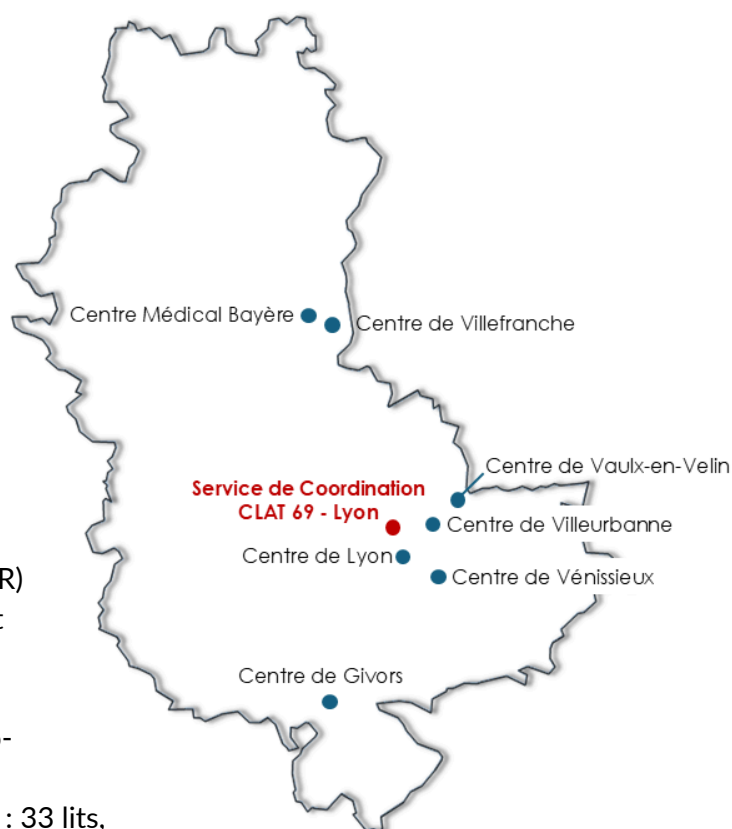 Centre Médical Bayère
Centre de Villefranche
Centre de Vaulx-en-Velin
Service de Coordination
CLAT 69 - Lyon
Centre de Villeurbanne
Centre de Lyon
Centre de Vénissieux
R)
t
Centre de Givors
-
: 33 lits,